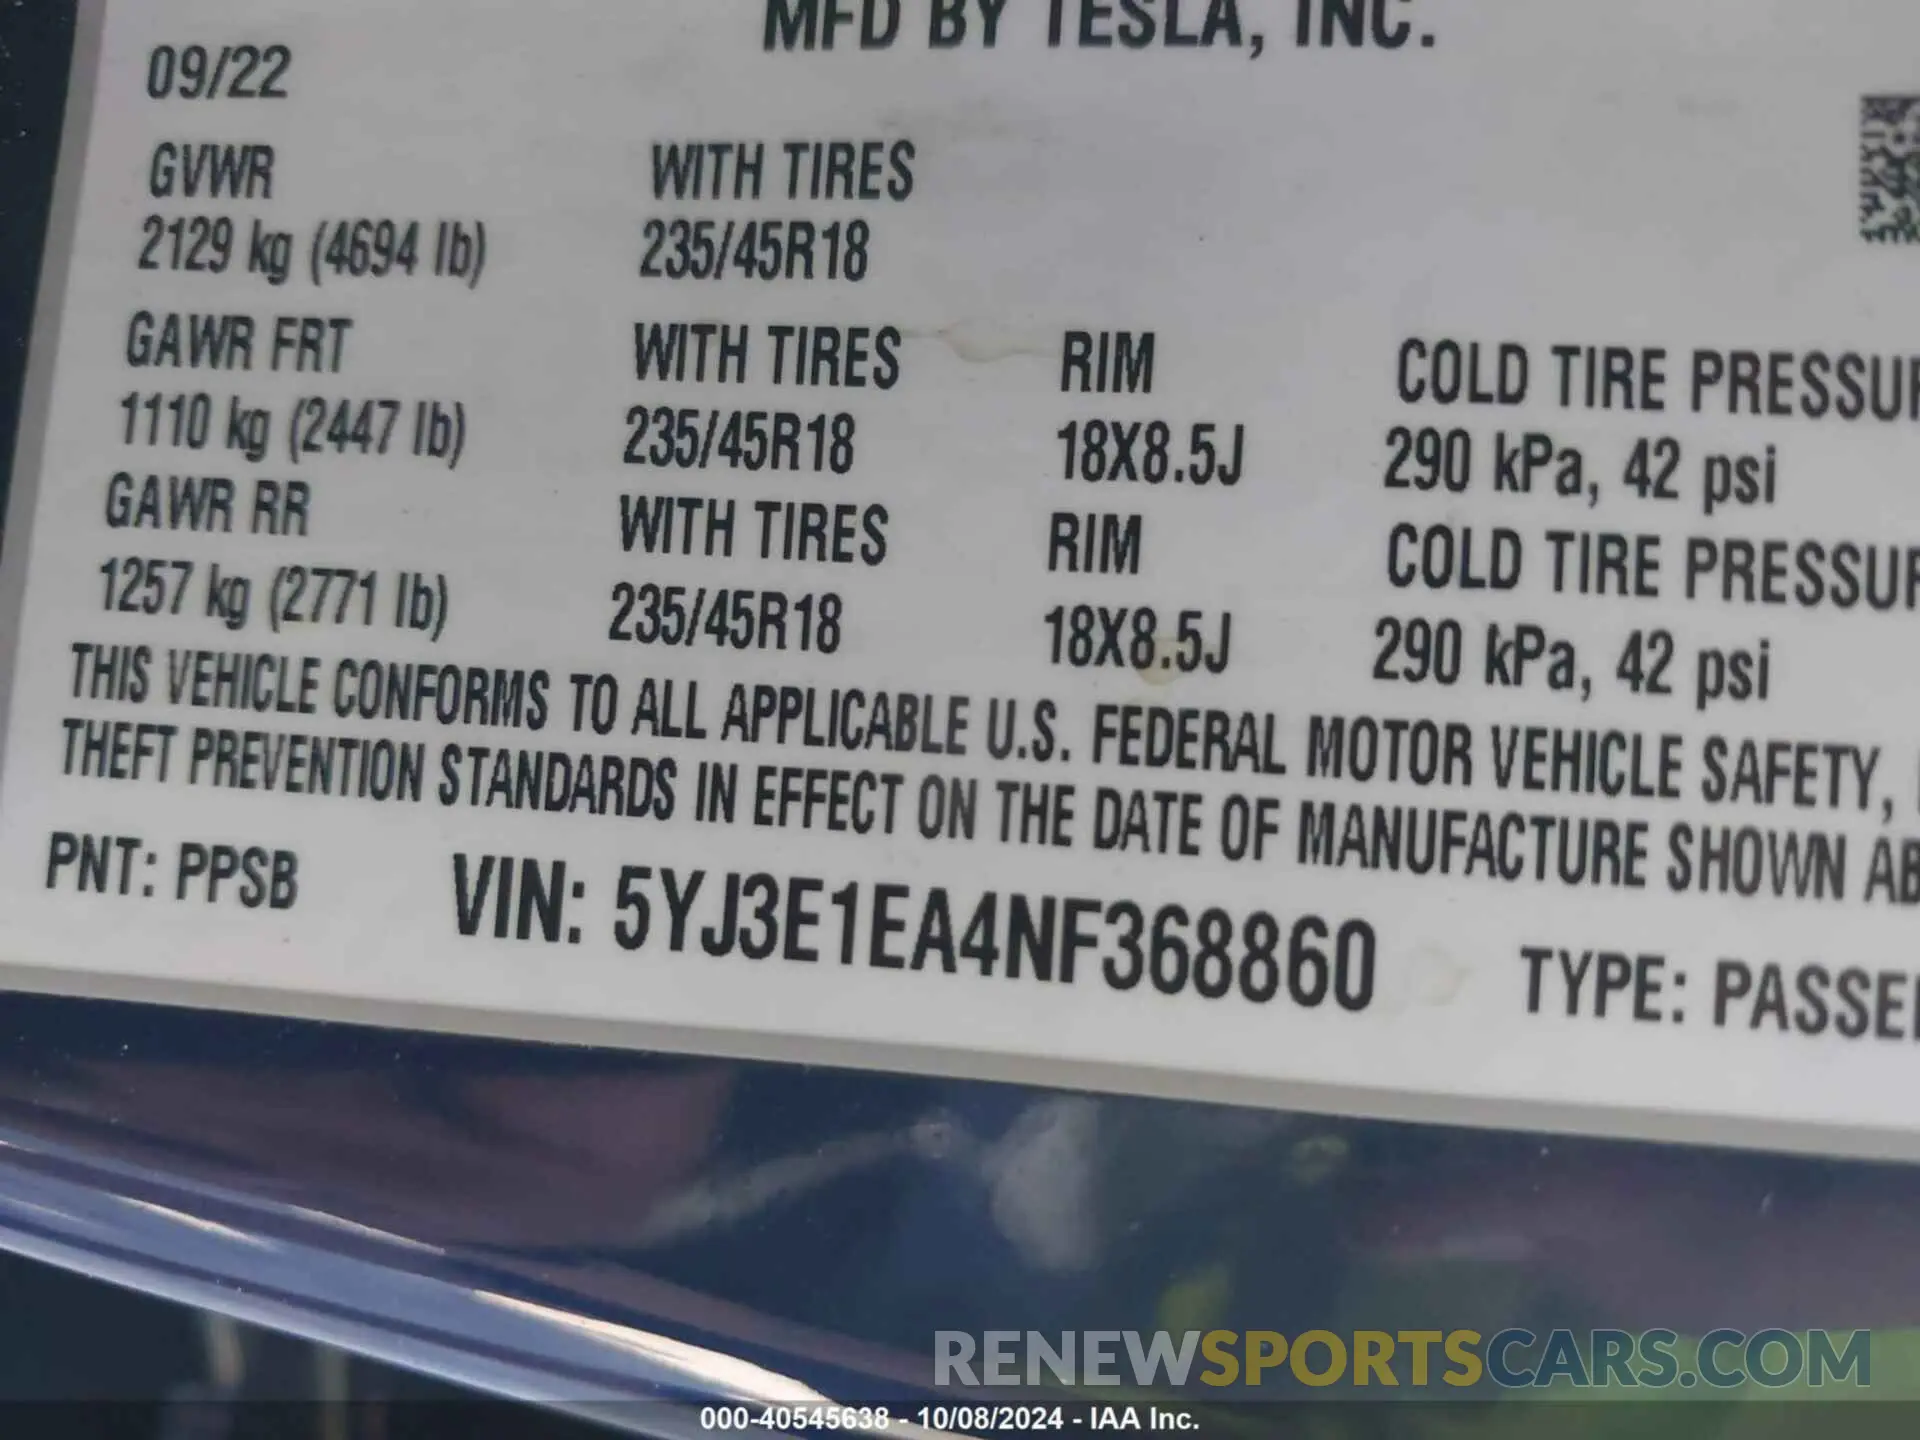 MFD BY TESLA, INC.
09/22
GVWR WITH TIRES
2129 kg (4694 lb) 235/45R18
GAWR FRT WITH TIRES RIM COLD TIRE
1110 kg (2447 lb) 235/45R18 18X8.5J 290 kPa, 42 psi
GAWR RR WITH TIRES RIM COLD TIRE
1257 kg (2771 lb) 235/45R18 18X8.5J 290 kPa, 42 psi
THIS VEHICLE CONFORMS TO ALL APPLICABLE U.S. FEDERAL MOTOR VEHICLE SAFETY,
THEFT PREVENTION STANDARDS IN EFFECT ON THE DATE OF MANUFACTURE SHOWN
PNT: PPSB VIN: 5YJ3E1EA4NF368860 TYPE:
RENEWSPORTSCARS.COM
000-40545638 - 10/08/2024 - IAA Inc.